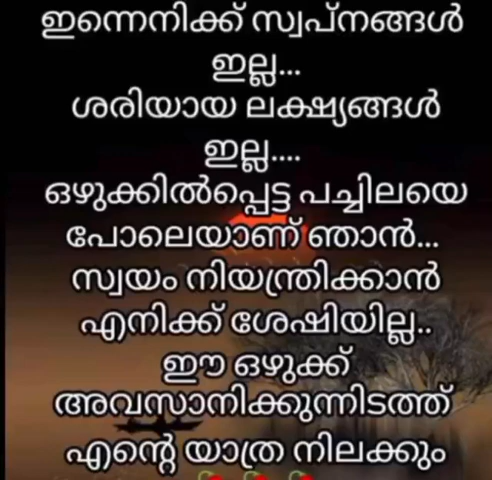 ഇന്നെനിക്ക് സ്വപ്നങ്ങൾ
ഇല്ല...
ശരിയായ ലക്ഷ്യങ്ങൾ
ഇല്ല....
ഒഴുക്കിൽപ്പെട്ട പച്ചിലയെ
പോലെയാണ് ഞാൻ...
സ്വയം നിയന്ത്രിക്കാൻ
എനിക്ക് ശേഷിയില്ല..
ഈ ഒഴുക്ക്
അവസാനിക്കുന്നിടത്ത്
എന്റെ യാത്ര നിലക്കും